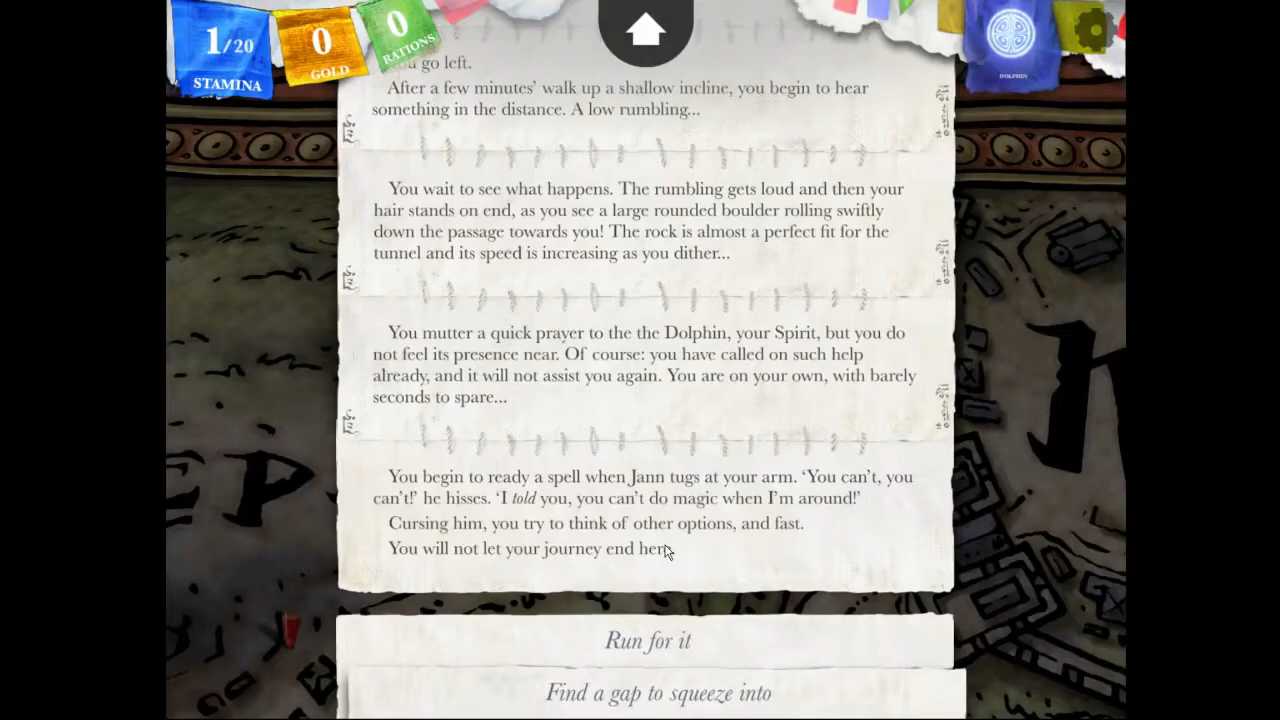 1/20
STAMINA
0
GOLD
0
RATIONS
DOLPHIN
go left.
After a few minutes' walk up a shallow incline, you begin to hear
something in the distance. A low rumbling...
You wait to see what happens. The rumbling gets loud and then your
hair stands on end, as you see a large rounded boulder rolling swiftly
down the passage towards you! The rock is almost a perfect fit for the
tunnel and its speed is increasing as you dither...
You mutter a quick prayer to the the Dolphin, your Spirit, but you do
not feel its presence near. Of course: you have called on such help
already, and it will not assist you again. You are on your own, with barely
seconds to spare...
You begin to ready a spell when Jann tugs at your arm. 'You can't, you
can't!' he hisses. 'I told you, you can't do magic when I'm around!'
Cursing him, you try to think of other options, and fast.
You will not let your journey end here
Run for it
Find a gap to squeeze into